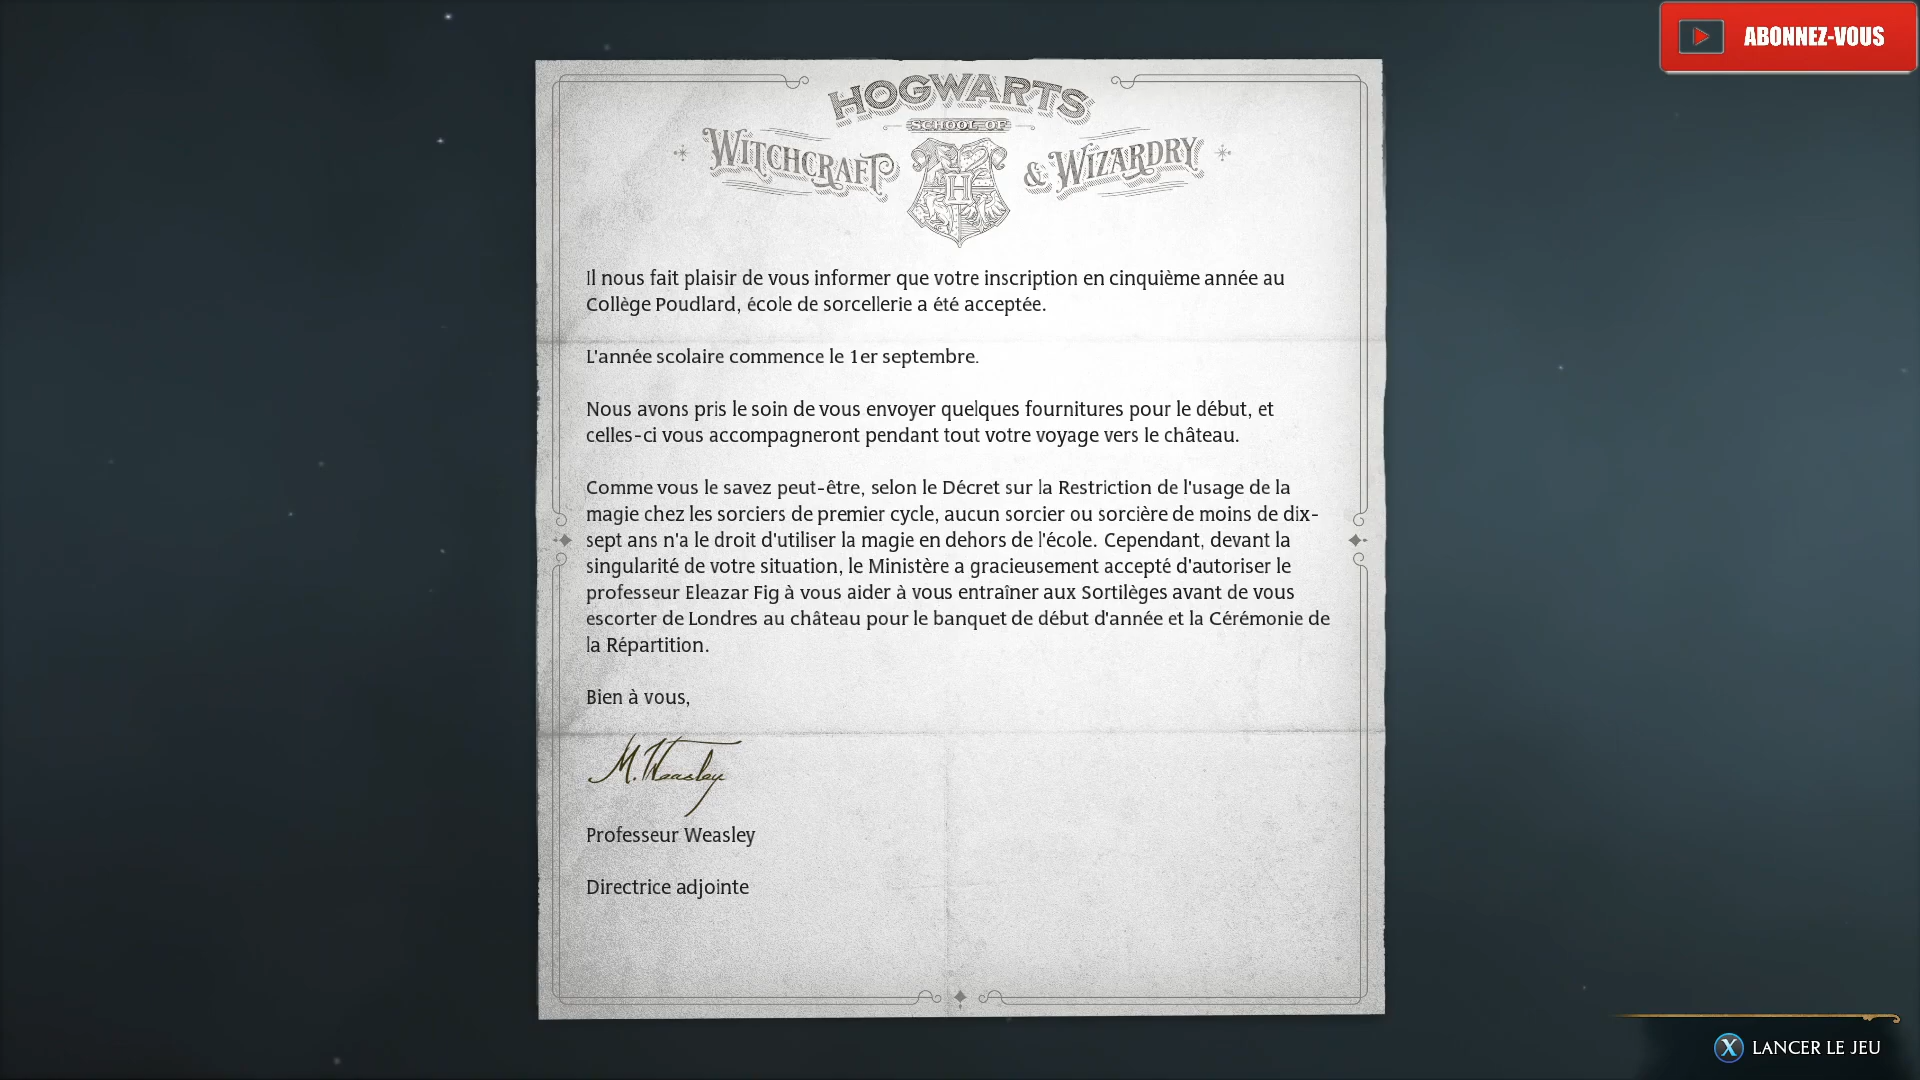 ABONNEZ-VOUS
HOGWARTS
SCHOOL OF
WITCHCRAFT & WIZARDRY
H
Il nous fait plaisir de vous informer que votre inscription en cinquième année au
Collège Poudlard, école de sorcellerie a été acceptée.
L'année scolaire commence le 1er septembre.
Nous avons pris le soin de vous envoyer quelques fournitures pour le début, et
celles-ci vous accompagneront pendant tout votre voyage vers le château.
Comme vous le savez peut-être, selon le Décret sur la Restriction de l'usage de la
magie chez les sorciers de premier cycle, aucun sorcier ou sorcière de moins de dix-
sept ans n'a le droit d'utiliser la magie en dehors de l'école. Cependant, devant la
singularité de votre situation, le Ministère a gracieusement accepté d'autoriser le
professeur Eleazar Fig à vous aider à vous entraîner aux Sortilèges avant de vous
escorter de Londres au château pour le banquet de début d'année et la Cérémonie de
la Répartition.
Bien à vous,
M. Weasley
Professeur Weasley
Directrice adjointe
X LANCER LE JEU